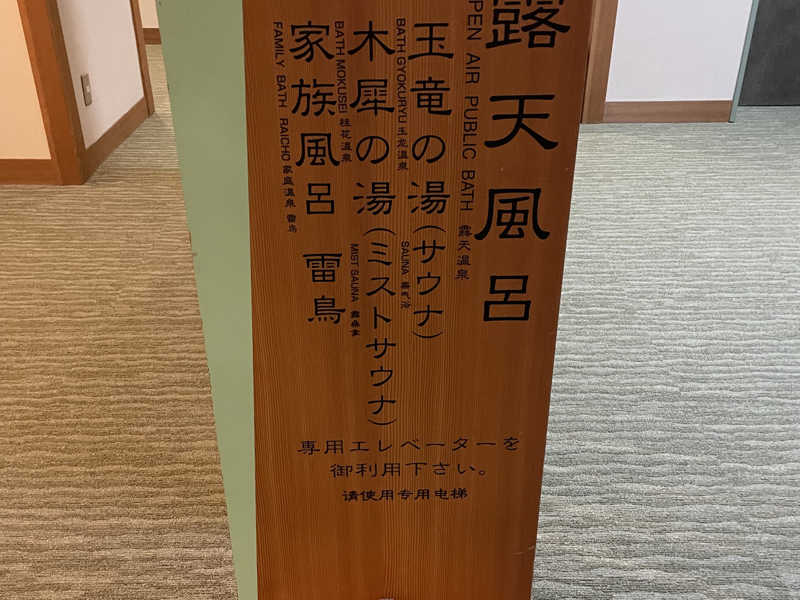 露天風呂
PEN AIR PUBLIC BATH 露天温泉
玉竜の湯(サウナ)
BATH GYOKURYU 玉龙温泉
SAUNA 桑拿浴
木犀の湯(ミストサウナ)
BATH MOKUSEI 桂花温泉
MIST SAUNA
家族風呂 雷鳥
FAMILY BATH RAICHO 家庭温泉 雷鸟
専用エレベーターを
御利用下さい。
请使用专用电梯